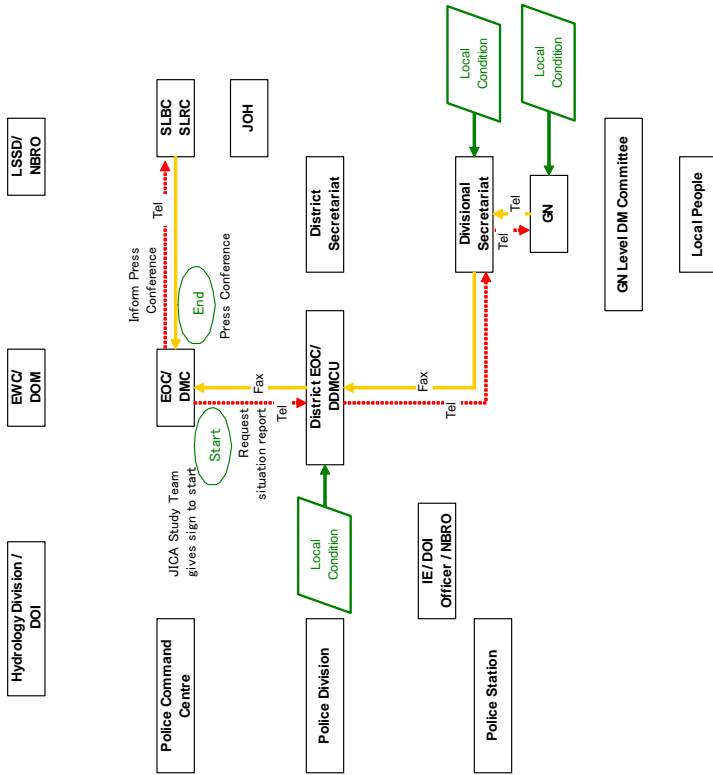 Hydrology Division /
DOI
EWC/
DOM
LSSD/
NBRO
Police Command
Centre
JICA Study Team
gives sign to start
Start
EOC/
DMC
Inform Press
Conference
Tel
End
Press Conference
SLBC
SLRC
JOH
Request
situation report
Tel
Fax
Police Division
Local
Condition
District EOC/
DDMCU
District
Secretariat
IE/ DOI
Officer / NBRO
Tel
Fax
Police Station
Divisional
Secretariat
Local
Condition
Tel
Tel
GN
Local
Condition
GN Level DM Committee
Local People